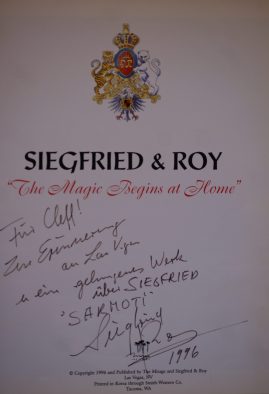 SIEGFRIED & ROY
"The Magic Begins at Home"
Für Cleff!
Zur Erinnerung
an Las Vegas
ein gelungenes Werk
über SIEGFRIED
"SARMOTI"
Siegfried
1996
© Copyright 1996 and Published by The Mirage and Siegfried & Roy
Las Vegas, NV
Printed in Korea through Smith-Western Co.
Tacoma, WA